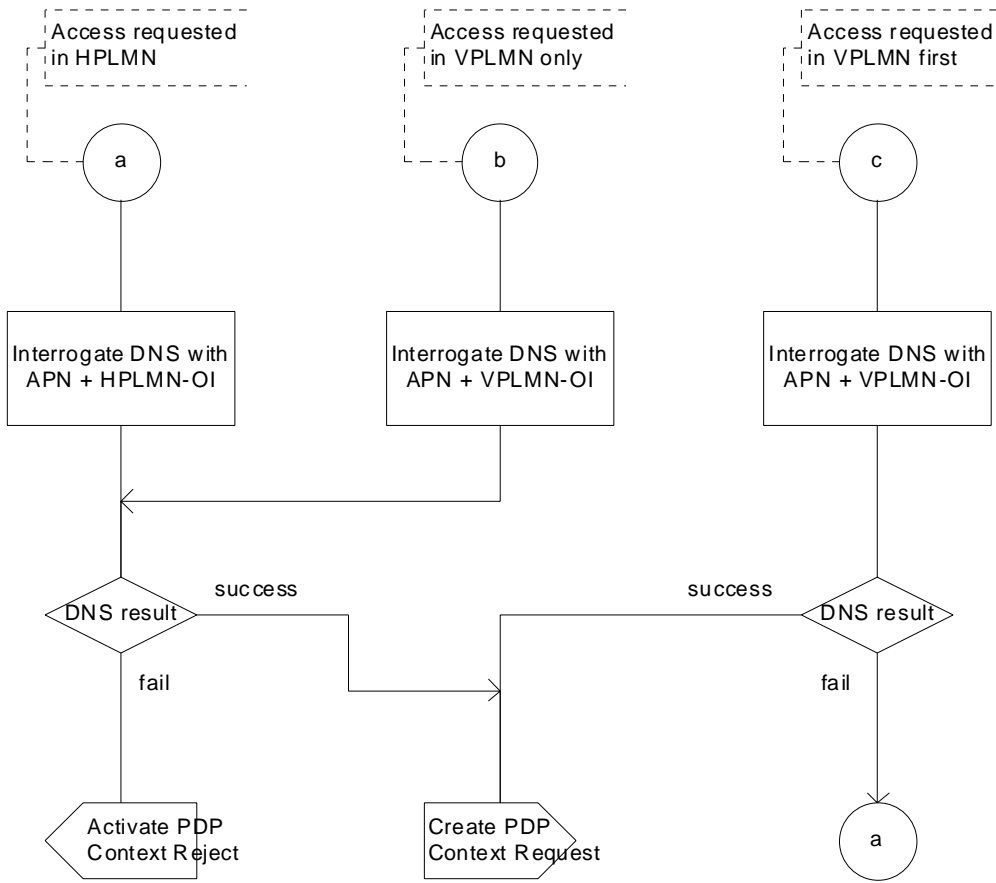 Access requested
in HPLMN
Access requested
in VPLMN only
Access requested
in VPLMN first
a
b
c
Interrogate DNS with
APN + HPLMN-OI
Interrogate DNS with
APN + VPLMN-OI
Interrogate DNS with
APN + VPLMN-OI
DNS result
success
success
DNS result
fail
fail
Activate PDP
Context Reject
Create PDP
Context Request
a